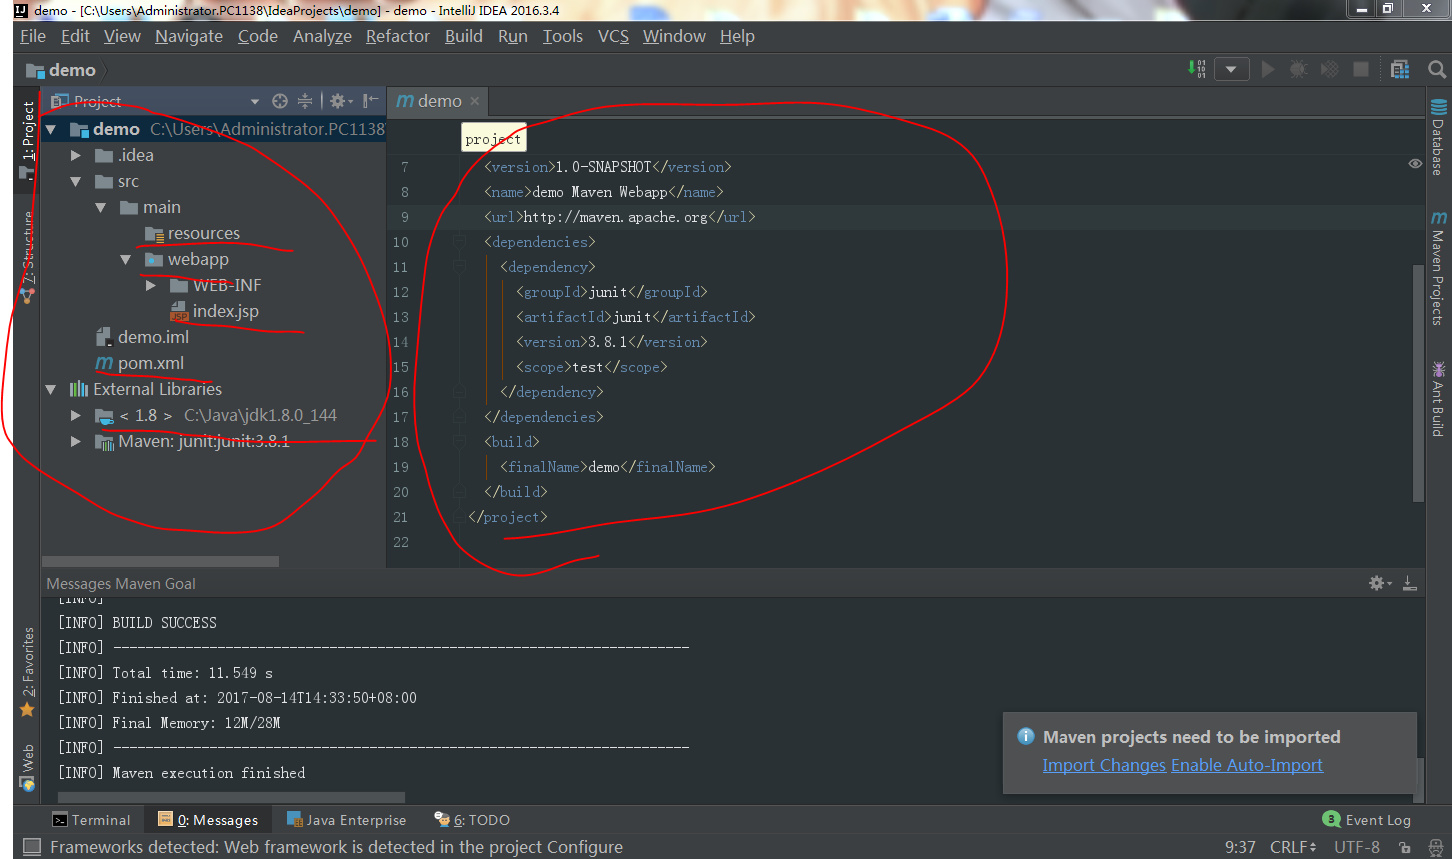 demo - [C:\Users\Administrator.PC1138\IdeaProjects\demo] - demo - IntelliJ IDEA 2016.3.4
File Edit View Navigate Code Analyze Refactor Build Run Tools VCS Window Help
demo
Project
demo
1: Project
demo C:\Users\Administrator.PC1138
.idea
src
main
resources
webapp
WEB-INF
index.jsp
demo.iml
pom.xml
External Libraries
< 1.8 > C:\Java\jdk1.8.0_144
Maven: junit:junit:3.8.1
7: Structure
2: Favorites
Web
project
7 <version>1.0-SNAPSHOT</version>
8 <name>demo Maven Webapp</name>
9 <url>http://maven.apache.org</url>
10 <dependencies>
11 <dependency>
12 <groupId>junit</groupId>
13 <artifactId>junit</artifactId>
14 <version>3.8.1</version>
15 <scope>test</scope>
16 </dependency>
17 </dependencies>
18 <build>
19 <finalName>demo</finalName>
20 </build>
21 </project>
22
Database
Maven Projects
Ant Build
Messages Maven Goal
[INFO]
[INFO] BUILD SUCCESS
[INFO] ------------------------------------------------------------------------
[INFO] Total time: 11.549 s
[INFO] Finished at: 2017-08-14T14:33:50+08:00
[INFO] Final Memory: 12M/28M
[INFO] ------------------------------------------------------------------------
[INFO] Maven execution finished
Maven projects need to be imported
Import Changes Enable Auto-Import
Terminal 0: Messages Java Enterprise 6: TODO 3 Event Log
Frameworks detected: Web framework is detected in the project Configure 9:37 CRLF UTF-8